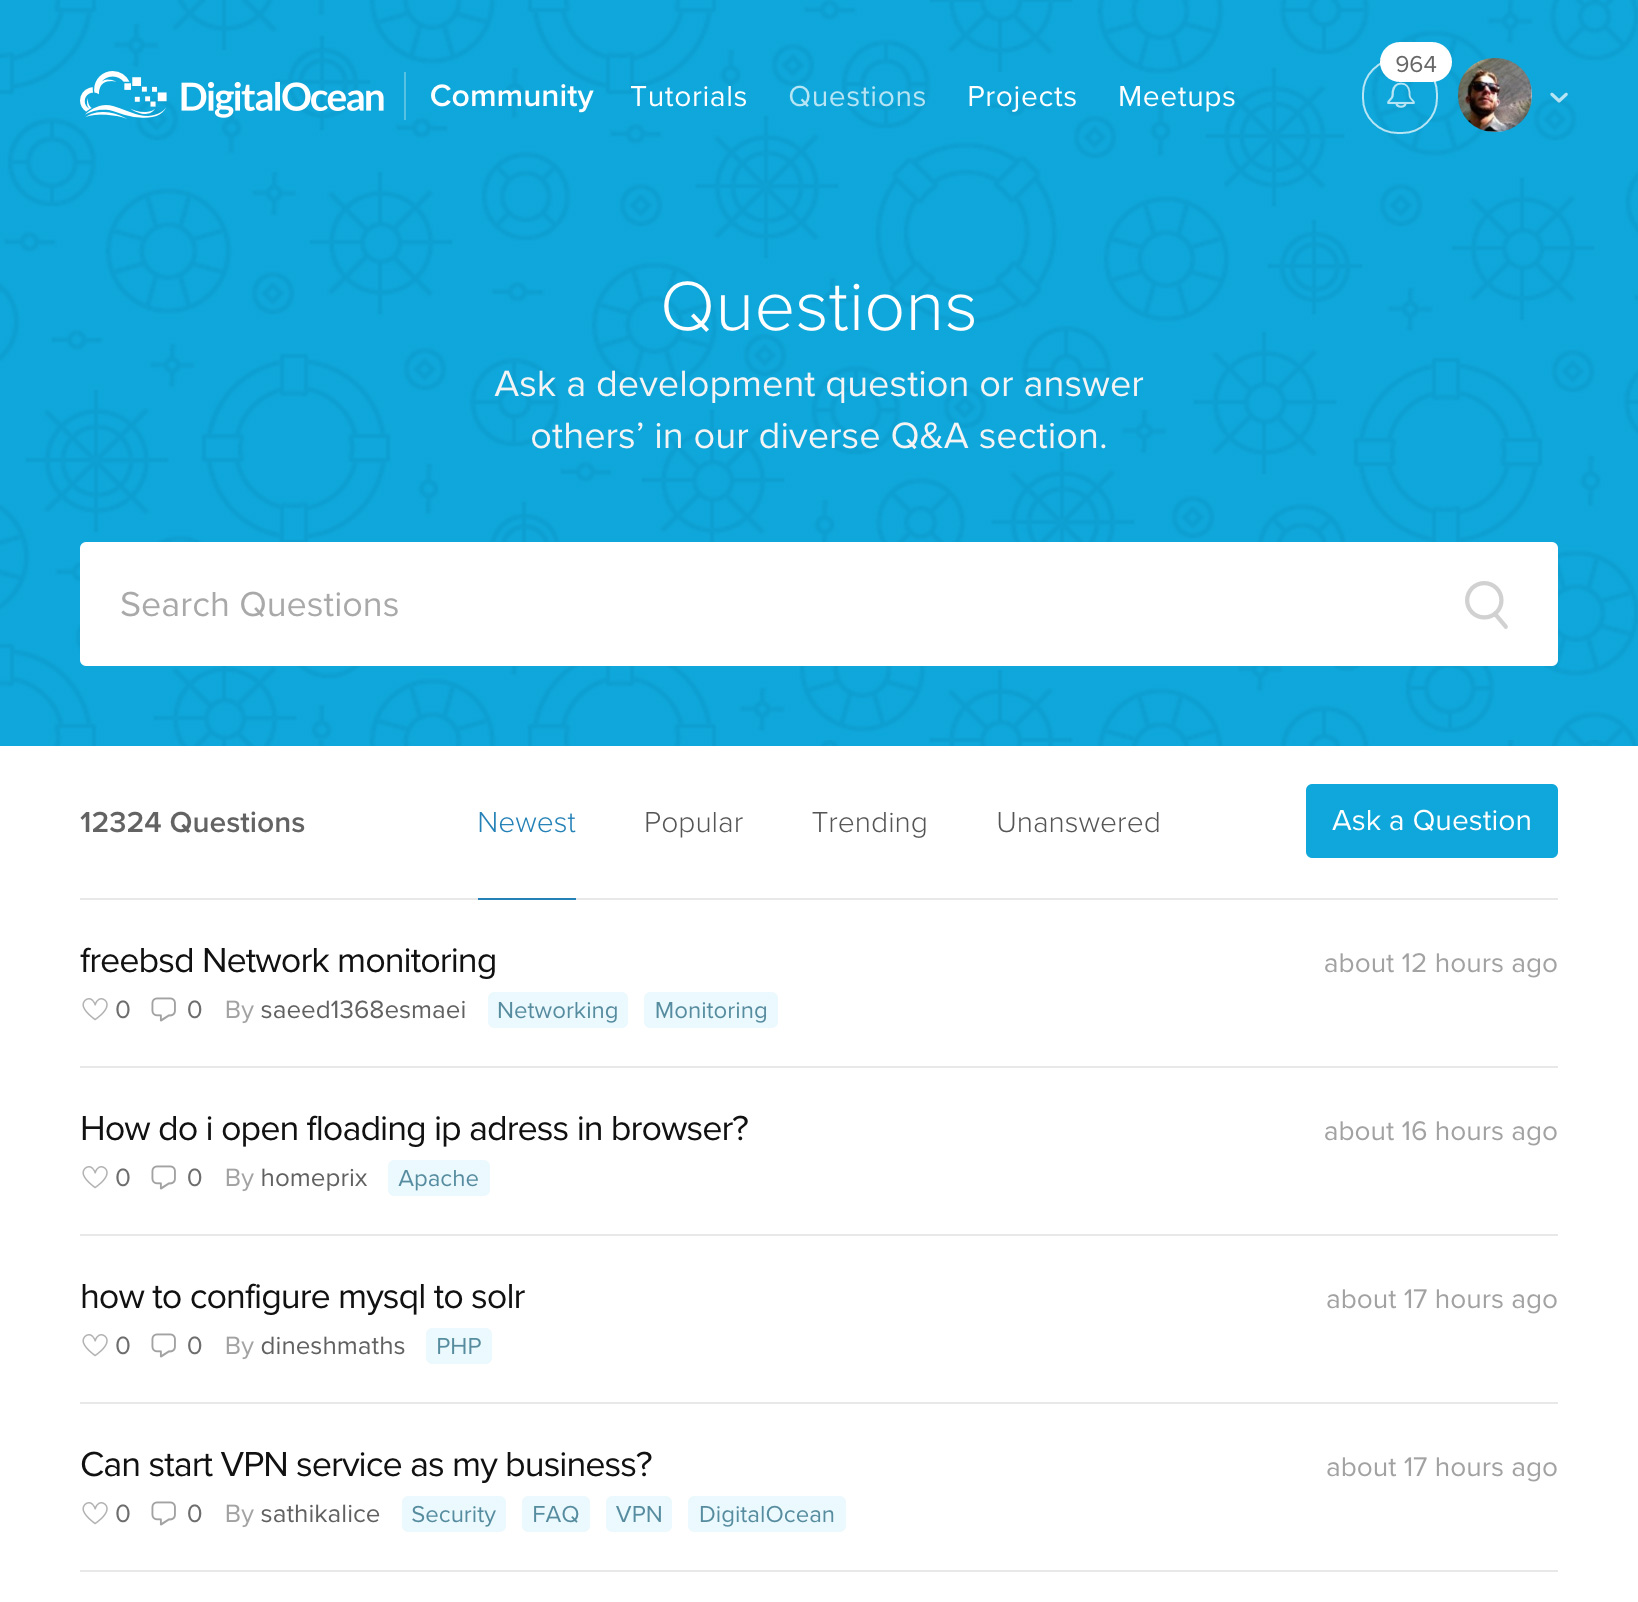 DigitalOcean Community Tutorials Questions Projects Meetups 964
Questions
Ask a development question or answer
others’ in our diverse Q&A section.
Search Questions
12324 Questions Newest Popular Trending Unanswered Ask a Question
freebsd Network monitoring about 12 hours ago
0 0 By saeed1368esmaei Networking Monitoring
How do i open floading ip adress in browser? about 16 hours ago
0 0 By homeprix Apache
how to configure mysql to solr about 17 hours ago
0 0 By dineshmaths PHP
Can start VPN service as my business? about 17 hours ago
0 0 By sathikalice Security FAQ VPN DigitalOcean